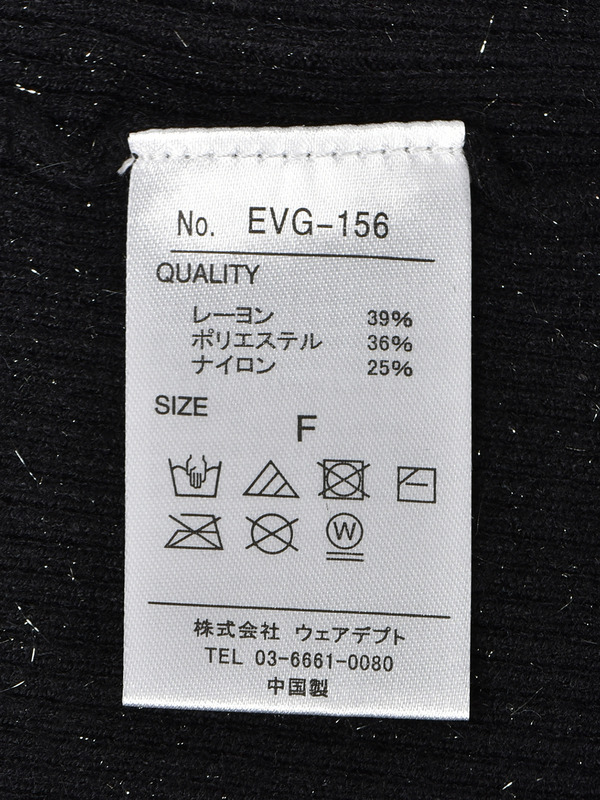 No. EVG-156
QUALITY
レーヨン 39%
ポリエステル 36%
ナイロン 25%
SIZE
F
W
株式会社 ウェアデプト
TEL 03-6661-0080
中国製